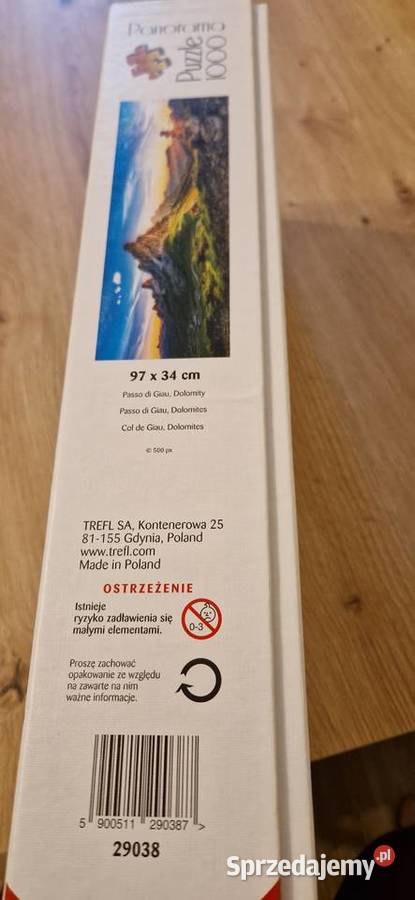 Panorama
Puzzle
1000
97 x 34 cm
Passo di Giau, Dolomity
Passo di Giau, Dolomites
Col de Giau, Dolomites
© 500 px
TREFL SA, Kontenerowa 25
81-155 Gdynia, Poland
www.trefl.com
Made in Poland
OSTRZEŻENIE
Istnieje
ryzyko zadławienia się
małymi elementami.
0-3
Proszę zachować
opakowanie ze względu
na zawarte na nim
ważne informacje.
5 900511 290387 >
29038
Sprzedajemy.pl